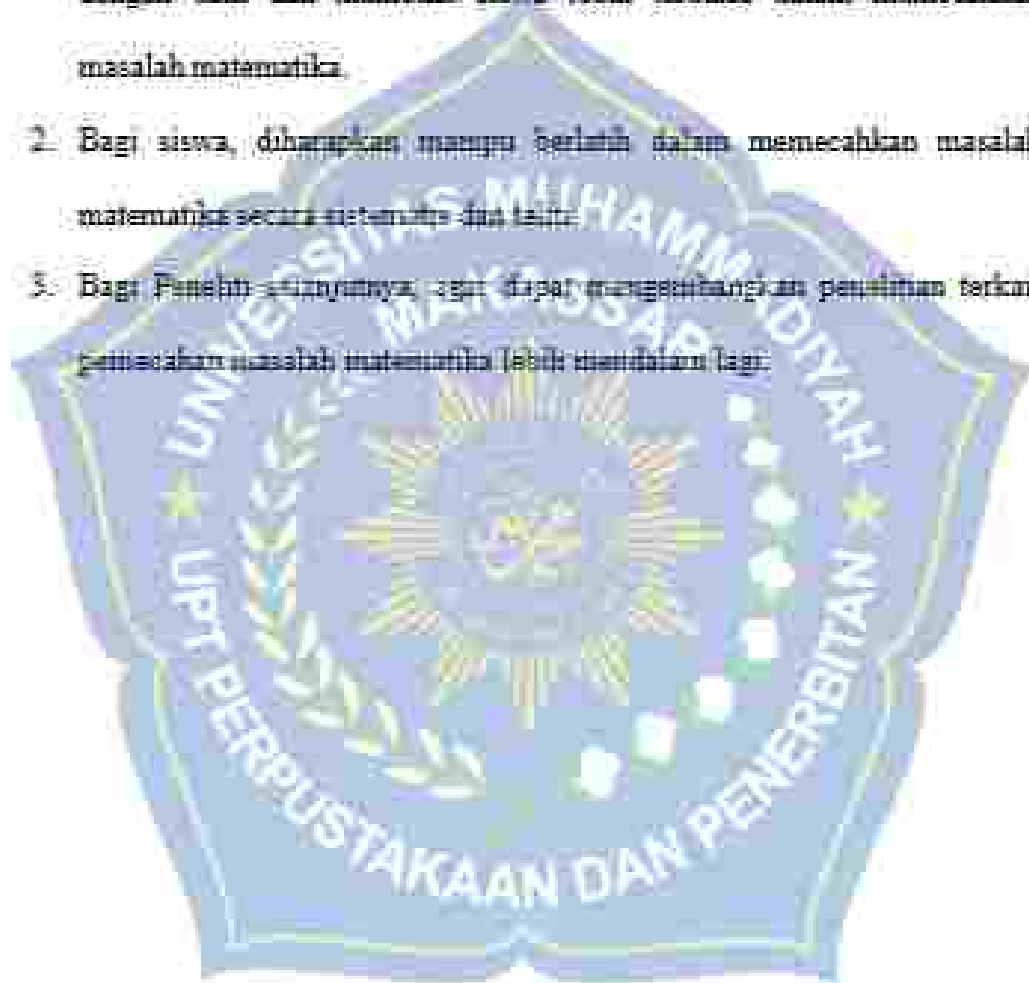 masalah matematika.
2. Bagi siswa, diharapkan mampu berlatih dalam memecahkan masalah
matematika secara sistematis dan
3. Bagi Peneliti selanjutnya, agar dapat mengembangkan penelitian terkait
pemecahan masalah matematika lebih mendalam lagi.
UNIVERSITAS MUHAMMADIYAH
MAKASSAR
UPT PERPUSTAKAAN DAN PENERBITAN